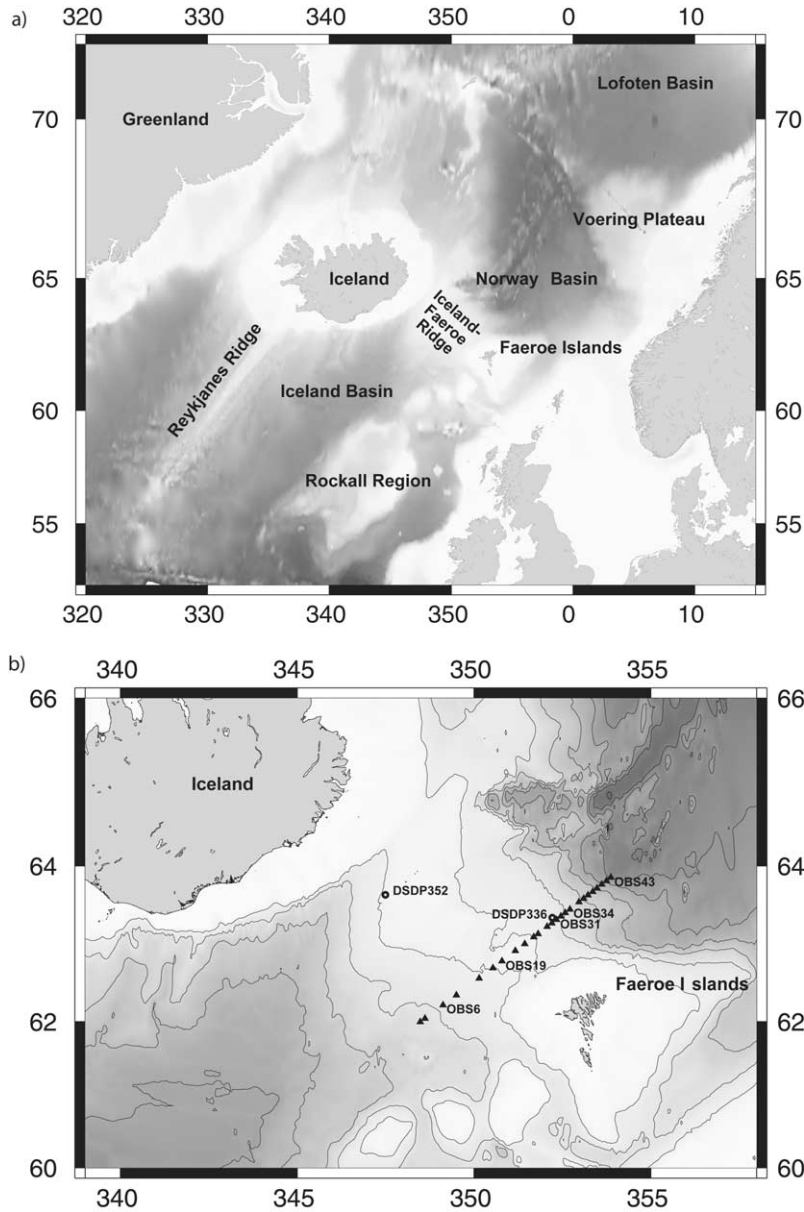 a)
320 330 340 350 0 10
Lofoten Basin
Greenland
70 70
Voering Plateau
65 Iceland Norway Basin 65
Iceland-
Faeroe
Ridge
Faeroe Islands
Reykjanes Ridge
60 Iceland Basin 60
Rockall Region
55 55
320 330 340 350 0 10
b)
340 345 350 355
66 66
Iceland
64 64
OBS43
DSDP352
DSDP336 OBS34
OBS31
OBS19
Faeroe I slands
OBS6
62 62
60 60
340 345 350 355